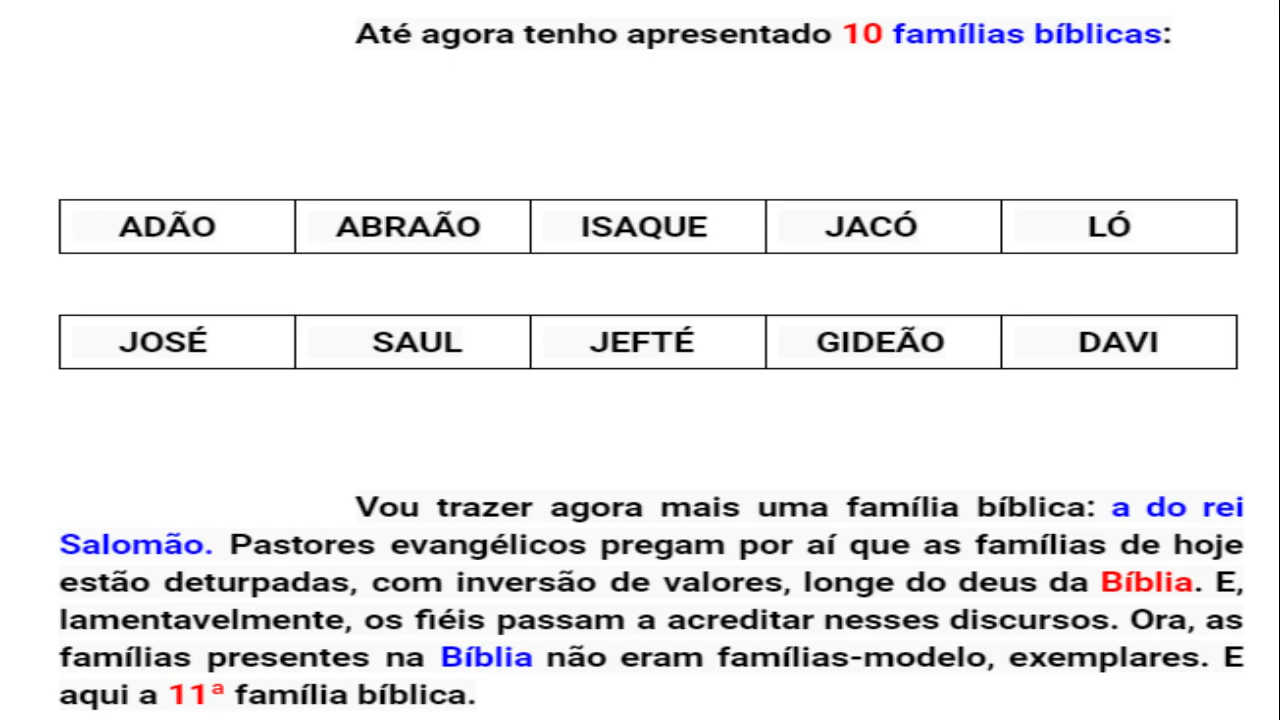 Até agora tenho apresentado 10 famílias bíblicas:
ADÃO ABRAÃO ISAQUE JACÓ LÓ
JOSÉ SAUL JEFTÉ GIDEÃO DAVI
Vou trazer agora mais uma família bíblica: a do rei
Salomão. Pastores evangélicos pregam por aí que as famílias de hoje
estão deturpadas, com inversão de valores, longe do deus da Bíblia. E,
lamentavelmente, os fiéis passam a acreditar nesses discursos. Ora, as
famílias presentes na Bíblia não eram famílias-modelo, exemplares. E
aqui a 11ª família bíblica.